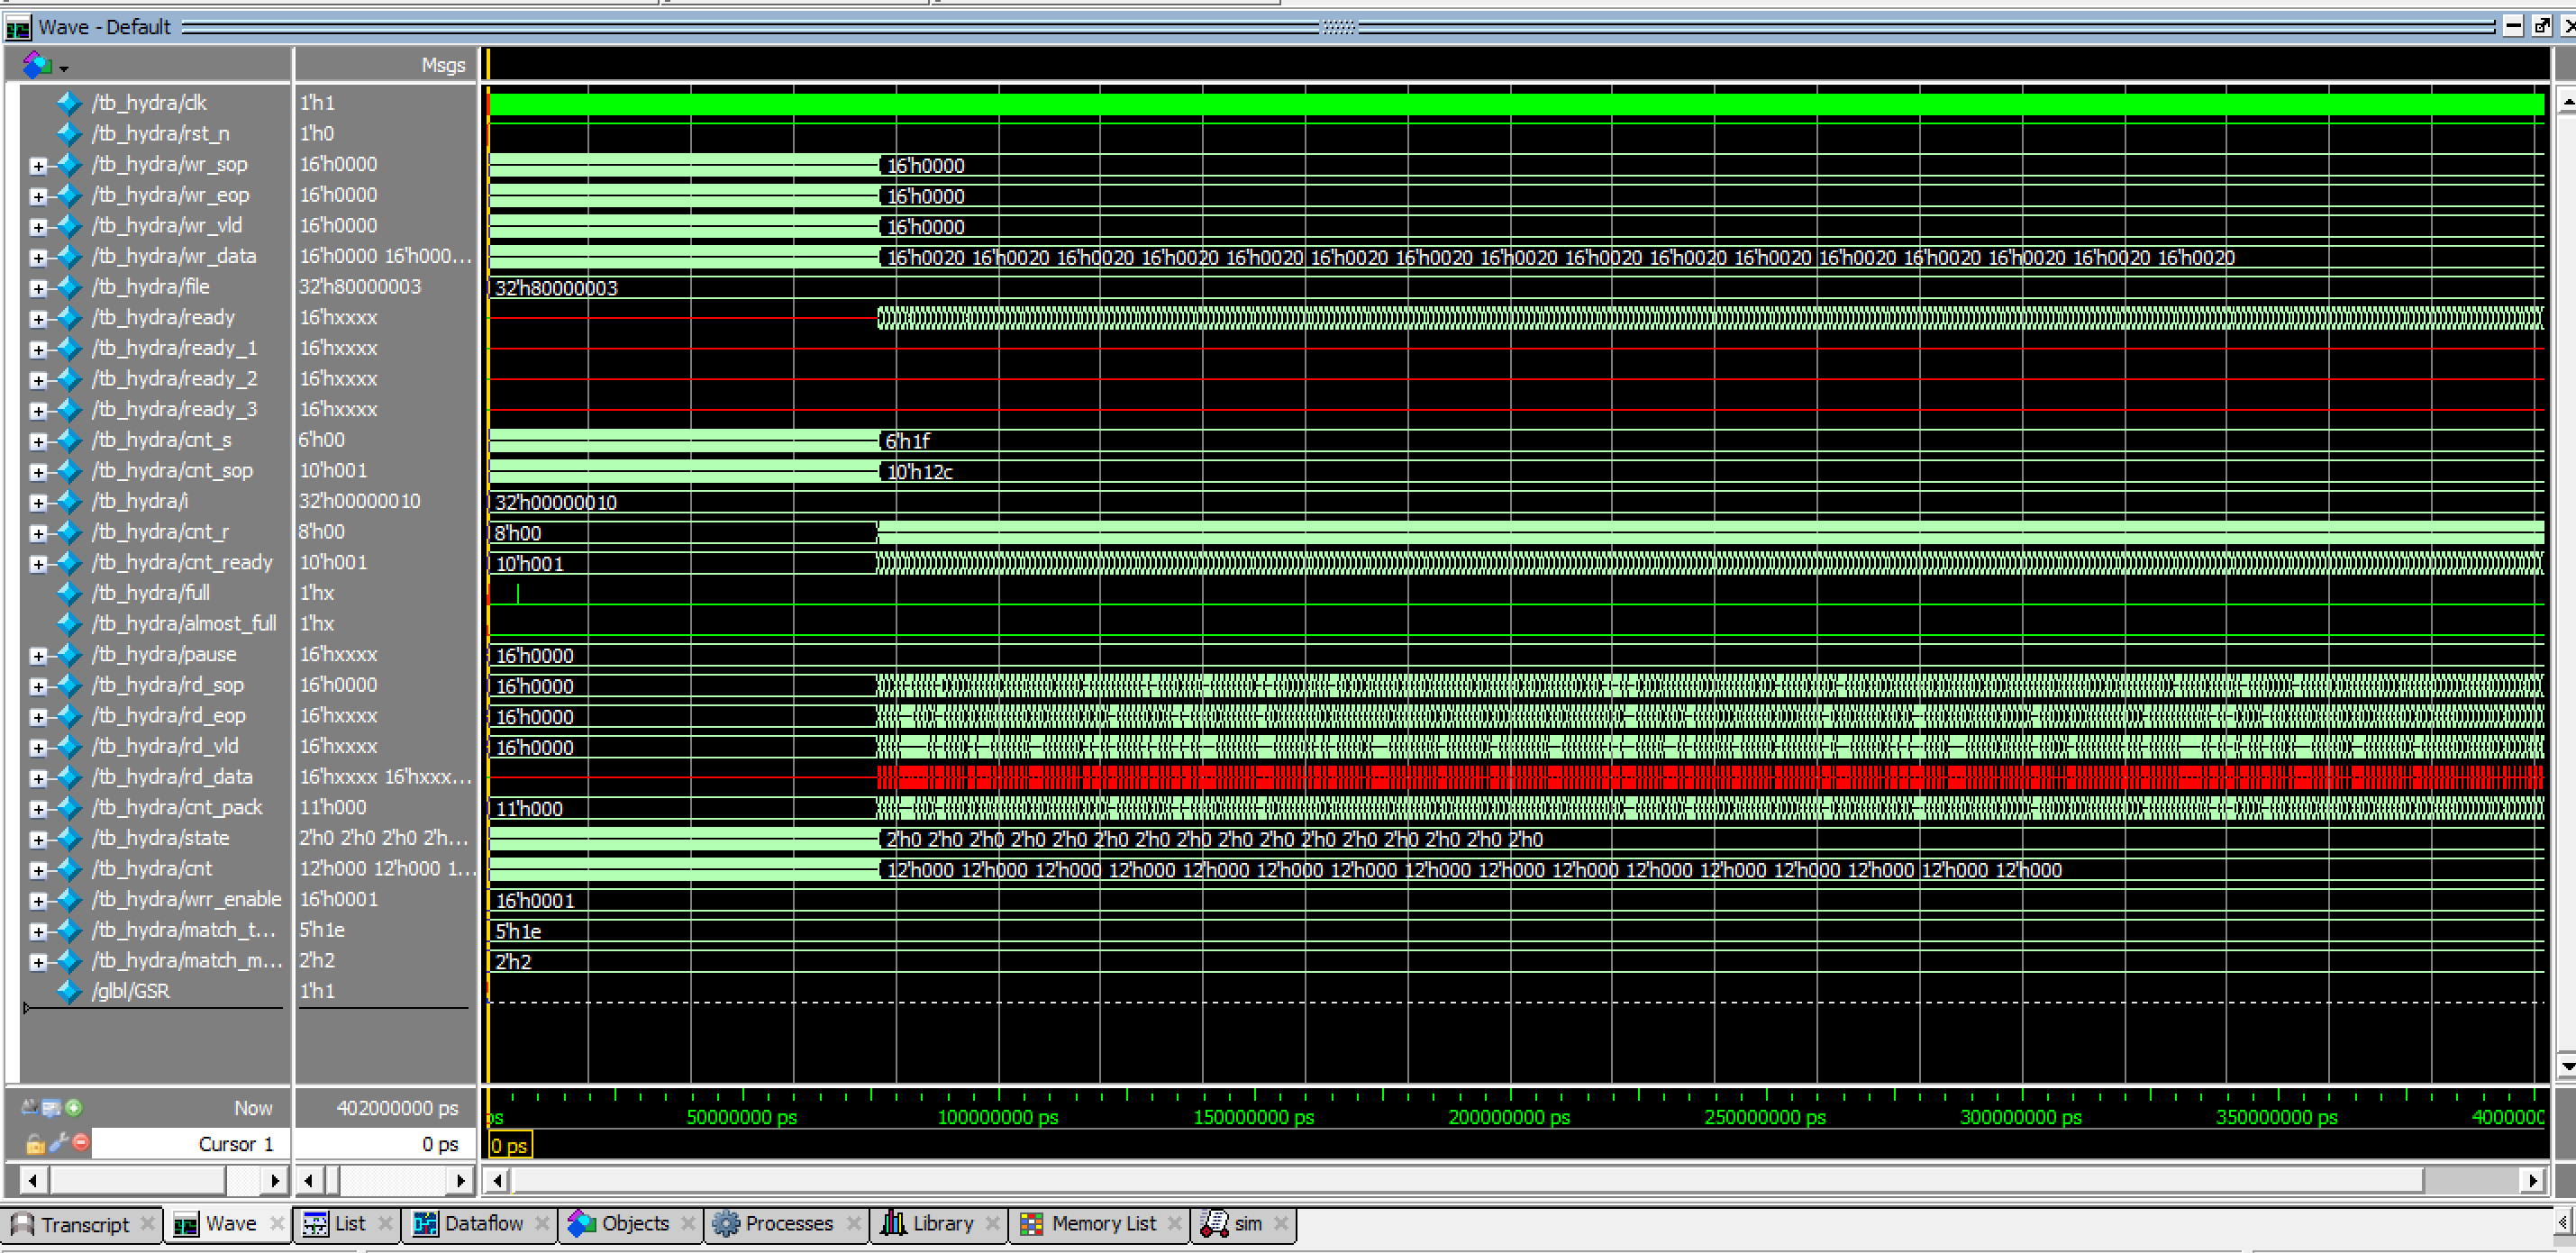 Wave - Default
Msgs
/tb_hydra/clk 1'h1
/tb_hydra/rst_n 1'h0
/tb_hydra/wr_sop 16'h0000 16'h0000
/tb_hydra/wr_eop 16'h0000 16'h0000
/tb_hydra/wr_vld 16'h0000 16'h0000
/tb_hydra/wr_data 16'h0000 16'h000... 16'h0020 16'h0020 16'h0020 16'h0020 16'h0020 16'h0020 16'h0020 16'h0020 16'h0020 16'h0020 16'h0020 16'h0020 16'h0020 16'h0020 16'h0020 16'h0020
/tb_hydra/file 32'h80000003 32'h80000003
/tb_hydra/ready 16'hxxxx
/tb_hydra/ready_1 16'hxxxx
/tb_hydra/ready_2 16'hxxxx
/tb_hydra/ready_3 16'hxxxx
/tb_hydra/cnt_s 6'h00 6'h1f
/tb_hydra/cnt_sop 10'h001 10'h12c
/tb_hydra/i 32'h00000010 32'h00000010
/tb_hydra/cnt_r 8'h00 8'h00
/tb_hydra/cnt_ready 10'h001 10'h001
/tb_hydra/full 1'hx
/tb_hydra/almost_full 1'hx
/tb_hydra/pause 16'hxxxx 16'h0000
/tb_hydra/rd_sop 16'h0000 16'h0000
/tb_hydra/rd_eop 16'hxxxx 16'h0000
/tb_hydra/rd_vld 16'hxxxx 16'h0000
/tb_hydra/rd_data 16'hxxxx 16'hxxx...
/tb_hydra/cnt_pack 11'h000 11'h000
/tb_hydra/state 2'h0 2'h0 2'h0 2'h... 2'h0 2'h0 2'h0 2'h0 2'h0 2'h0 2'h0 2'h0 2'h0 2'h0 2'h0 2'h0 2'h0 2'h0 2'h0 2'h0
/tb_hydra/cnt 12'h000 12'h000 1... 12'h000 12'h000 12'h000 12'h000 12'h000 12'h000 12'h000 12'h000 12'h000 12'h000 12'h000 12'h000 12'h000 12'h000 12'h000 12'h000
/tb_hydra/wrr_enable 16'h0001 16'h0001
/tb_hydra/match_t... 5'h1e 5'h1e
/tb_hydra/match_m... 2'h2 2'h2
/glbl/GSR 1'h1
Now 402000000 ps ps 50000000 ps 100000000 ps 150000000 ps 200000000 ps 250000000 ps 300000000 ps 350000000 ps 4000000
Cursor 1 0 ps 0 ps
Transcript Wave List Dataflow Objects Processes Library Memory List sim